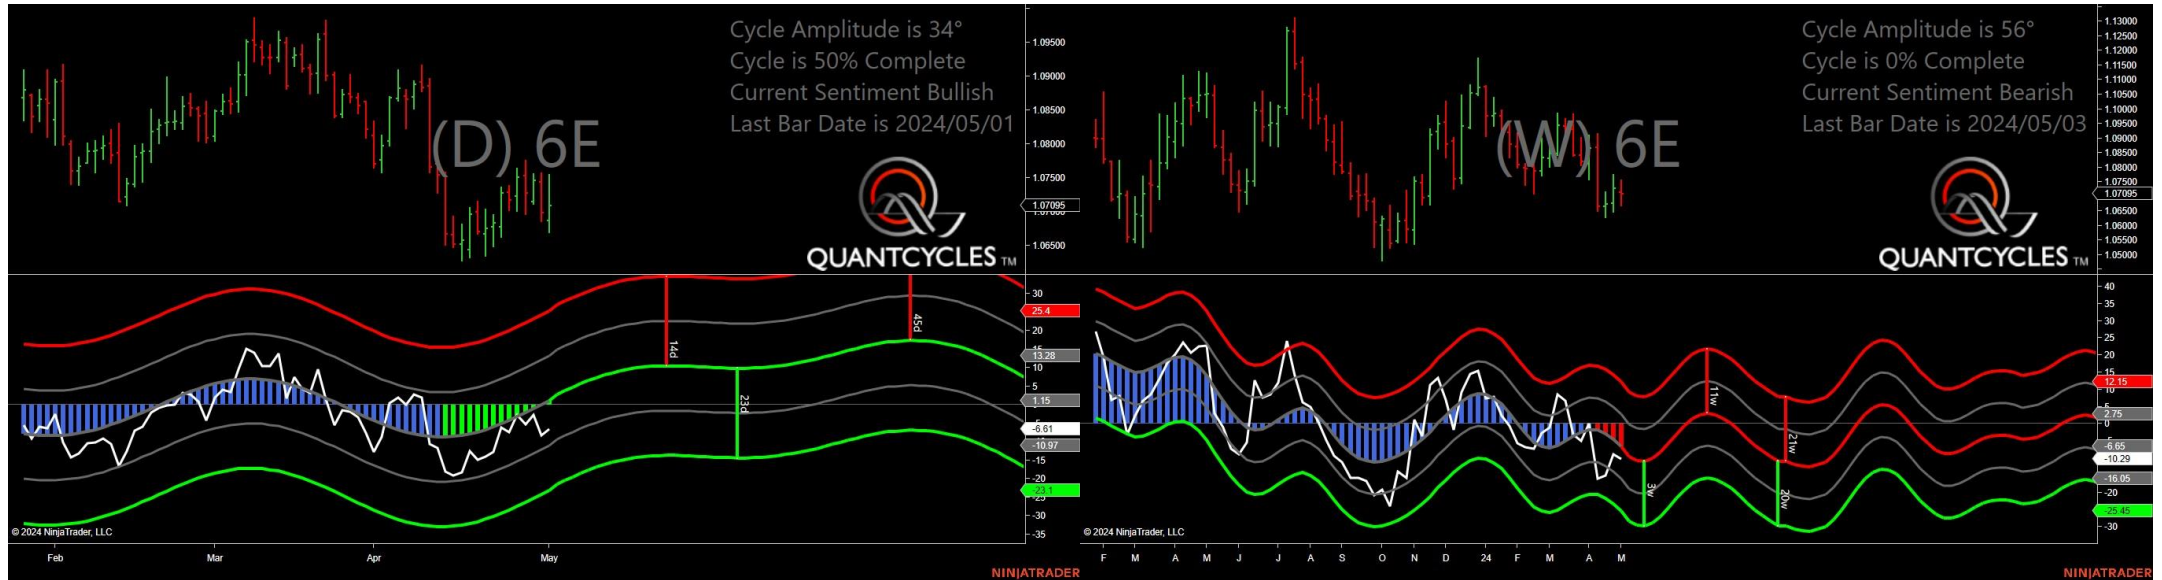 Cycle Amplitude is 34°
Cycle is 50% Complete
Current Sentiment Bullish
Last Bar Date is 2024/05/01
(D) 6E
QUANTCYCLES TM
1.09500
1.09000
1.08500
1.08000
1.07500
1.07095
1.06500
30
25.4
20
13.28
10
5
1.15
-6.61
-10.97
-15
-20
-23.1
-30
-35
14d
23d
45d
© 2024 NinjaTrader, LLC
Feb Mar Apr May
NINJATRADER
Cycle Amplitude is 56°
Cycle is 0% Complete
Current Sentiment Bearish
Last Bar Date is 2024/05/03
(W) 6E
QUANTCYCLES TM
1.13000
1.12500
1.12000
1.11500
1.11000
1.10500
1.10000
1.09500
1.09000
1.08500
1.08000
1.07500
1.07095
1.06500
1.06000
1.05500
1.05000
40
35
30
25
20
15
12.15
5
2.75
0
-6.65
-10.29
-16.05
-20
-25.45
-30
11w
21w
3w
20w
© 2024 NinjaTrader, LLC
F M A M J J A S O N D 24 F M A M
NINJATRADER